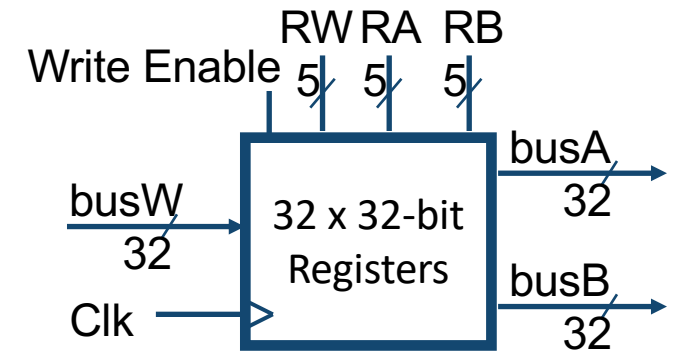 RW RA RB
Write Enable 5 5 5
busA
32
busW
32
32 x 32-bit
Registers
busB
32
Clk